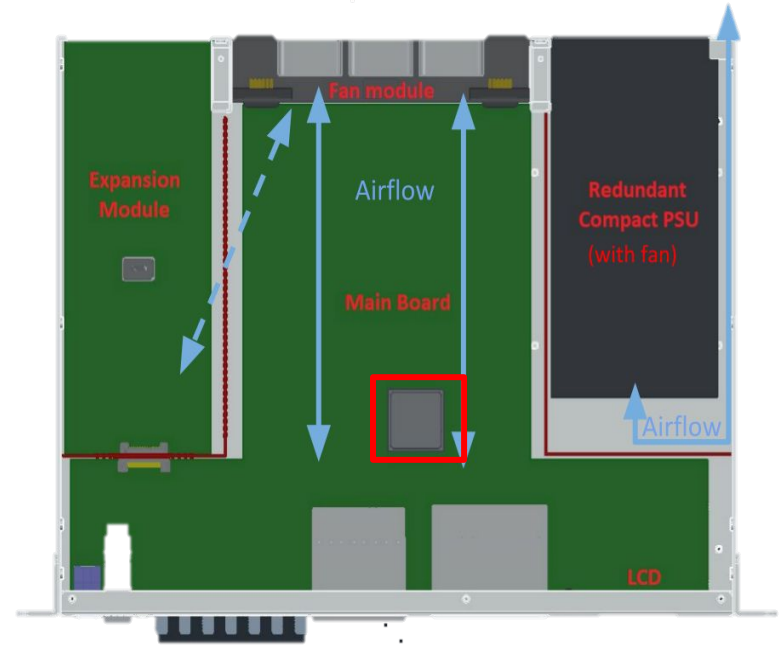 Fan module
Expansion
Module
Airflow
Redundant
Compact PSU
(with fan)
Main Board
Airflow
LCD